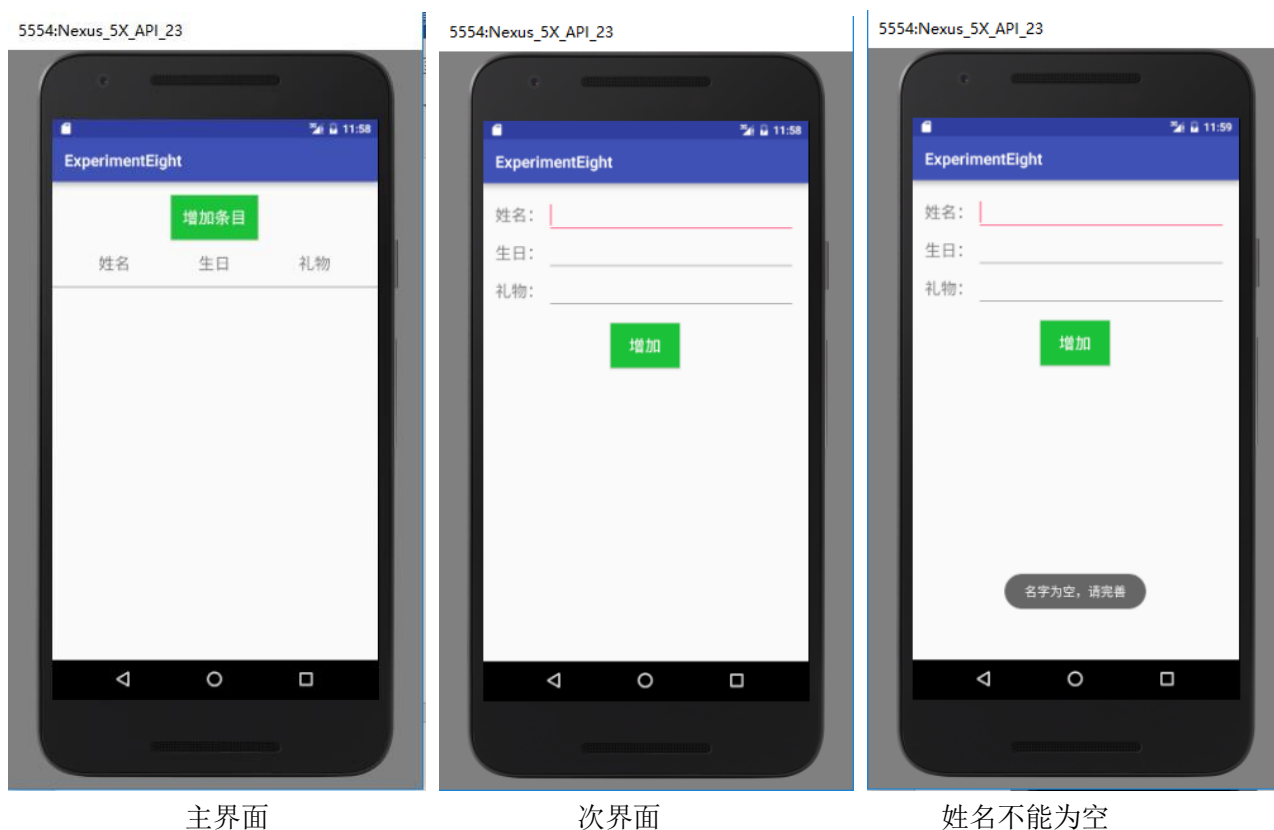 5554:Nexus_5X_API_23
11:58
ExperimentEight
增加条目
姓名 生日 礼物
主界面
5554:Nexus_5X_API_23
11:58
ExperimentEight
姓名：
生日：
礼物：
增加
次界面
5554:Nexus_5X_API_23
11:59
ExperimentEight
姓名：
生日：
礼物：
增加
名字为空，请完善
姓名不能为空